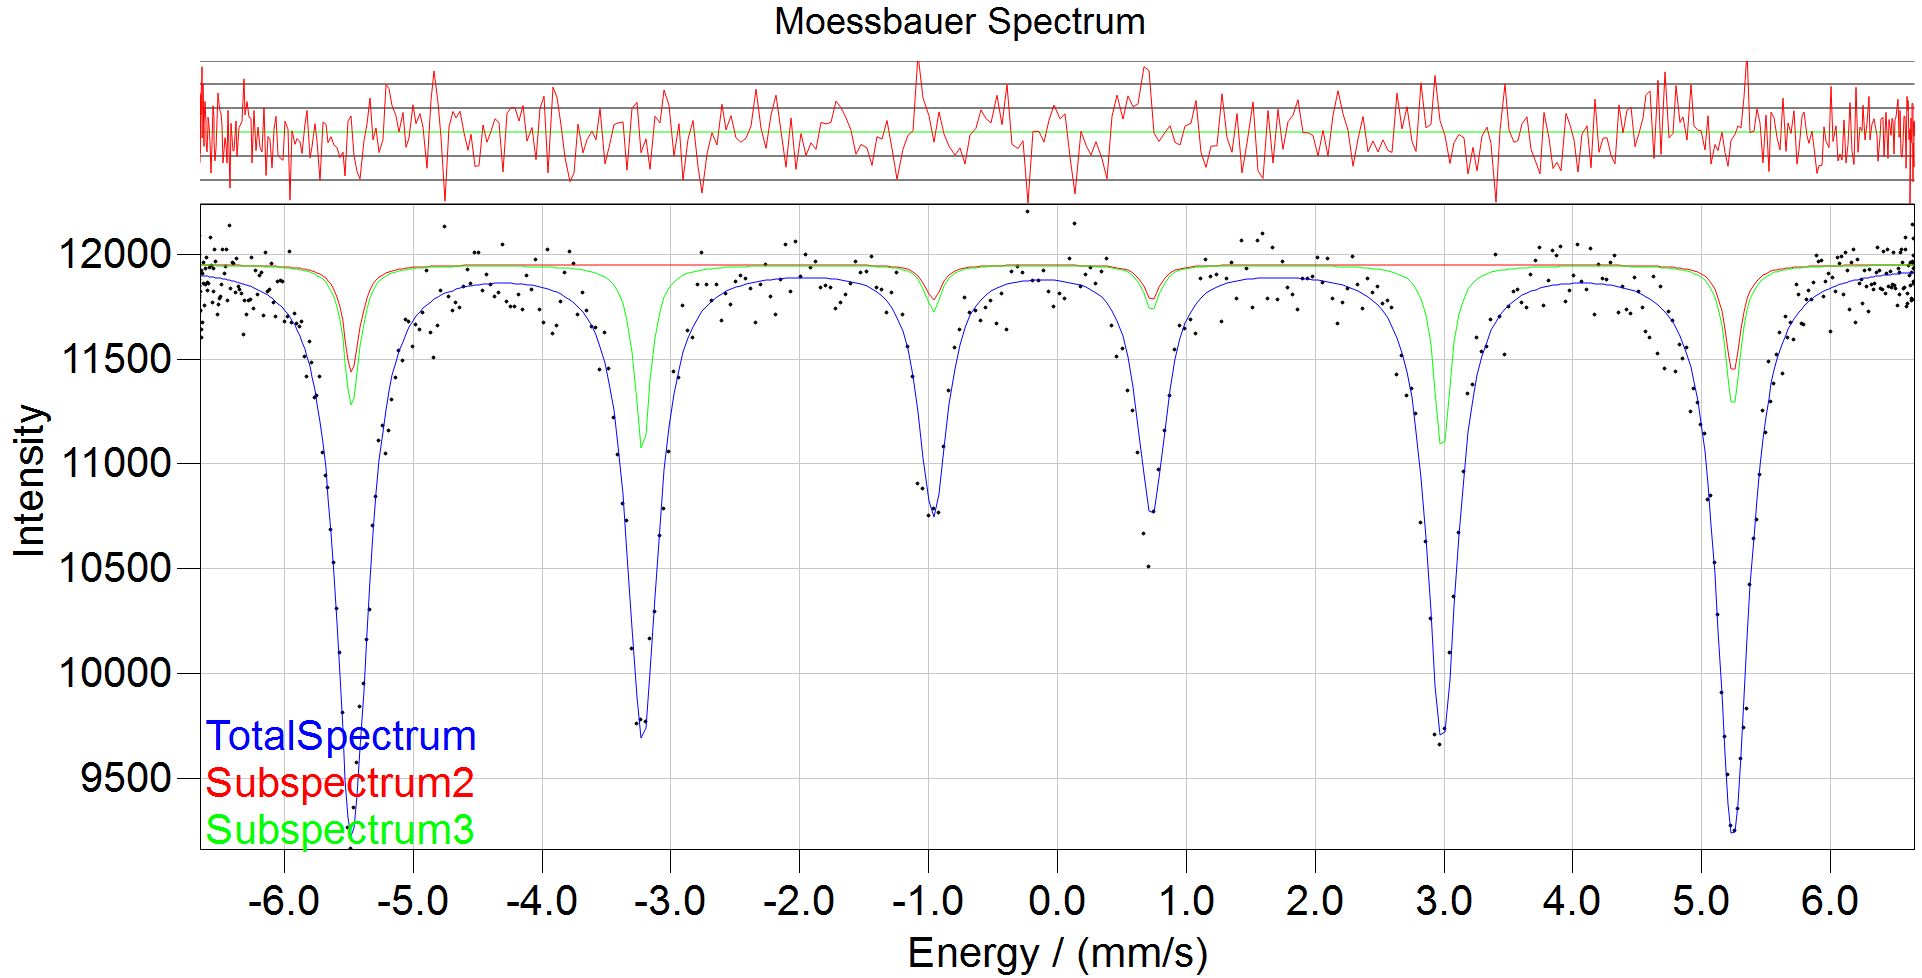 Moessbauer Spectrum
12000
11500
11000
10500
10000
9500
Intensity
TotalSpectrum
Subspectrum2
Subspectrum3
-6.0 -5.0 -4.0 -3.0 -2.0 -1.0 0.0 1.0 2.0 3.0 4.0 5.0 6.0
Energy / (mm/s)